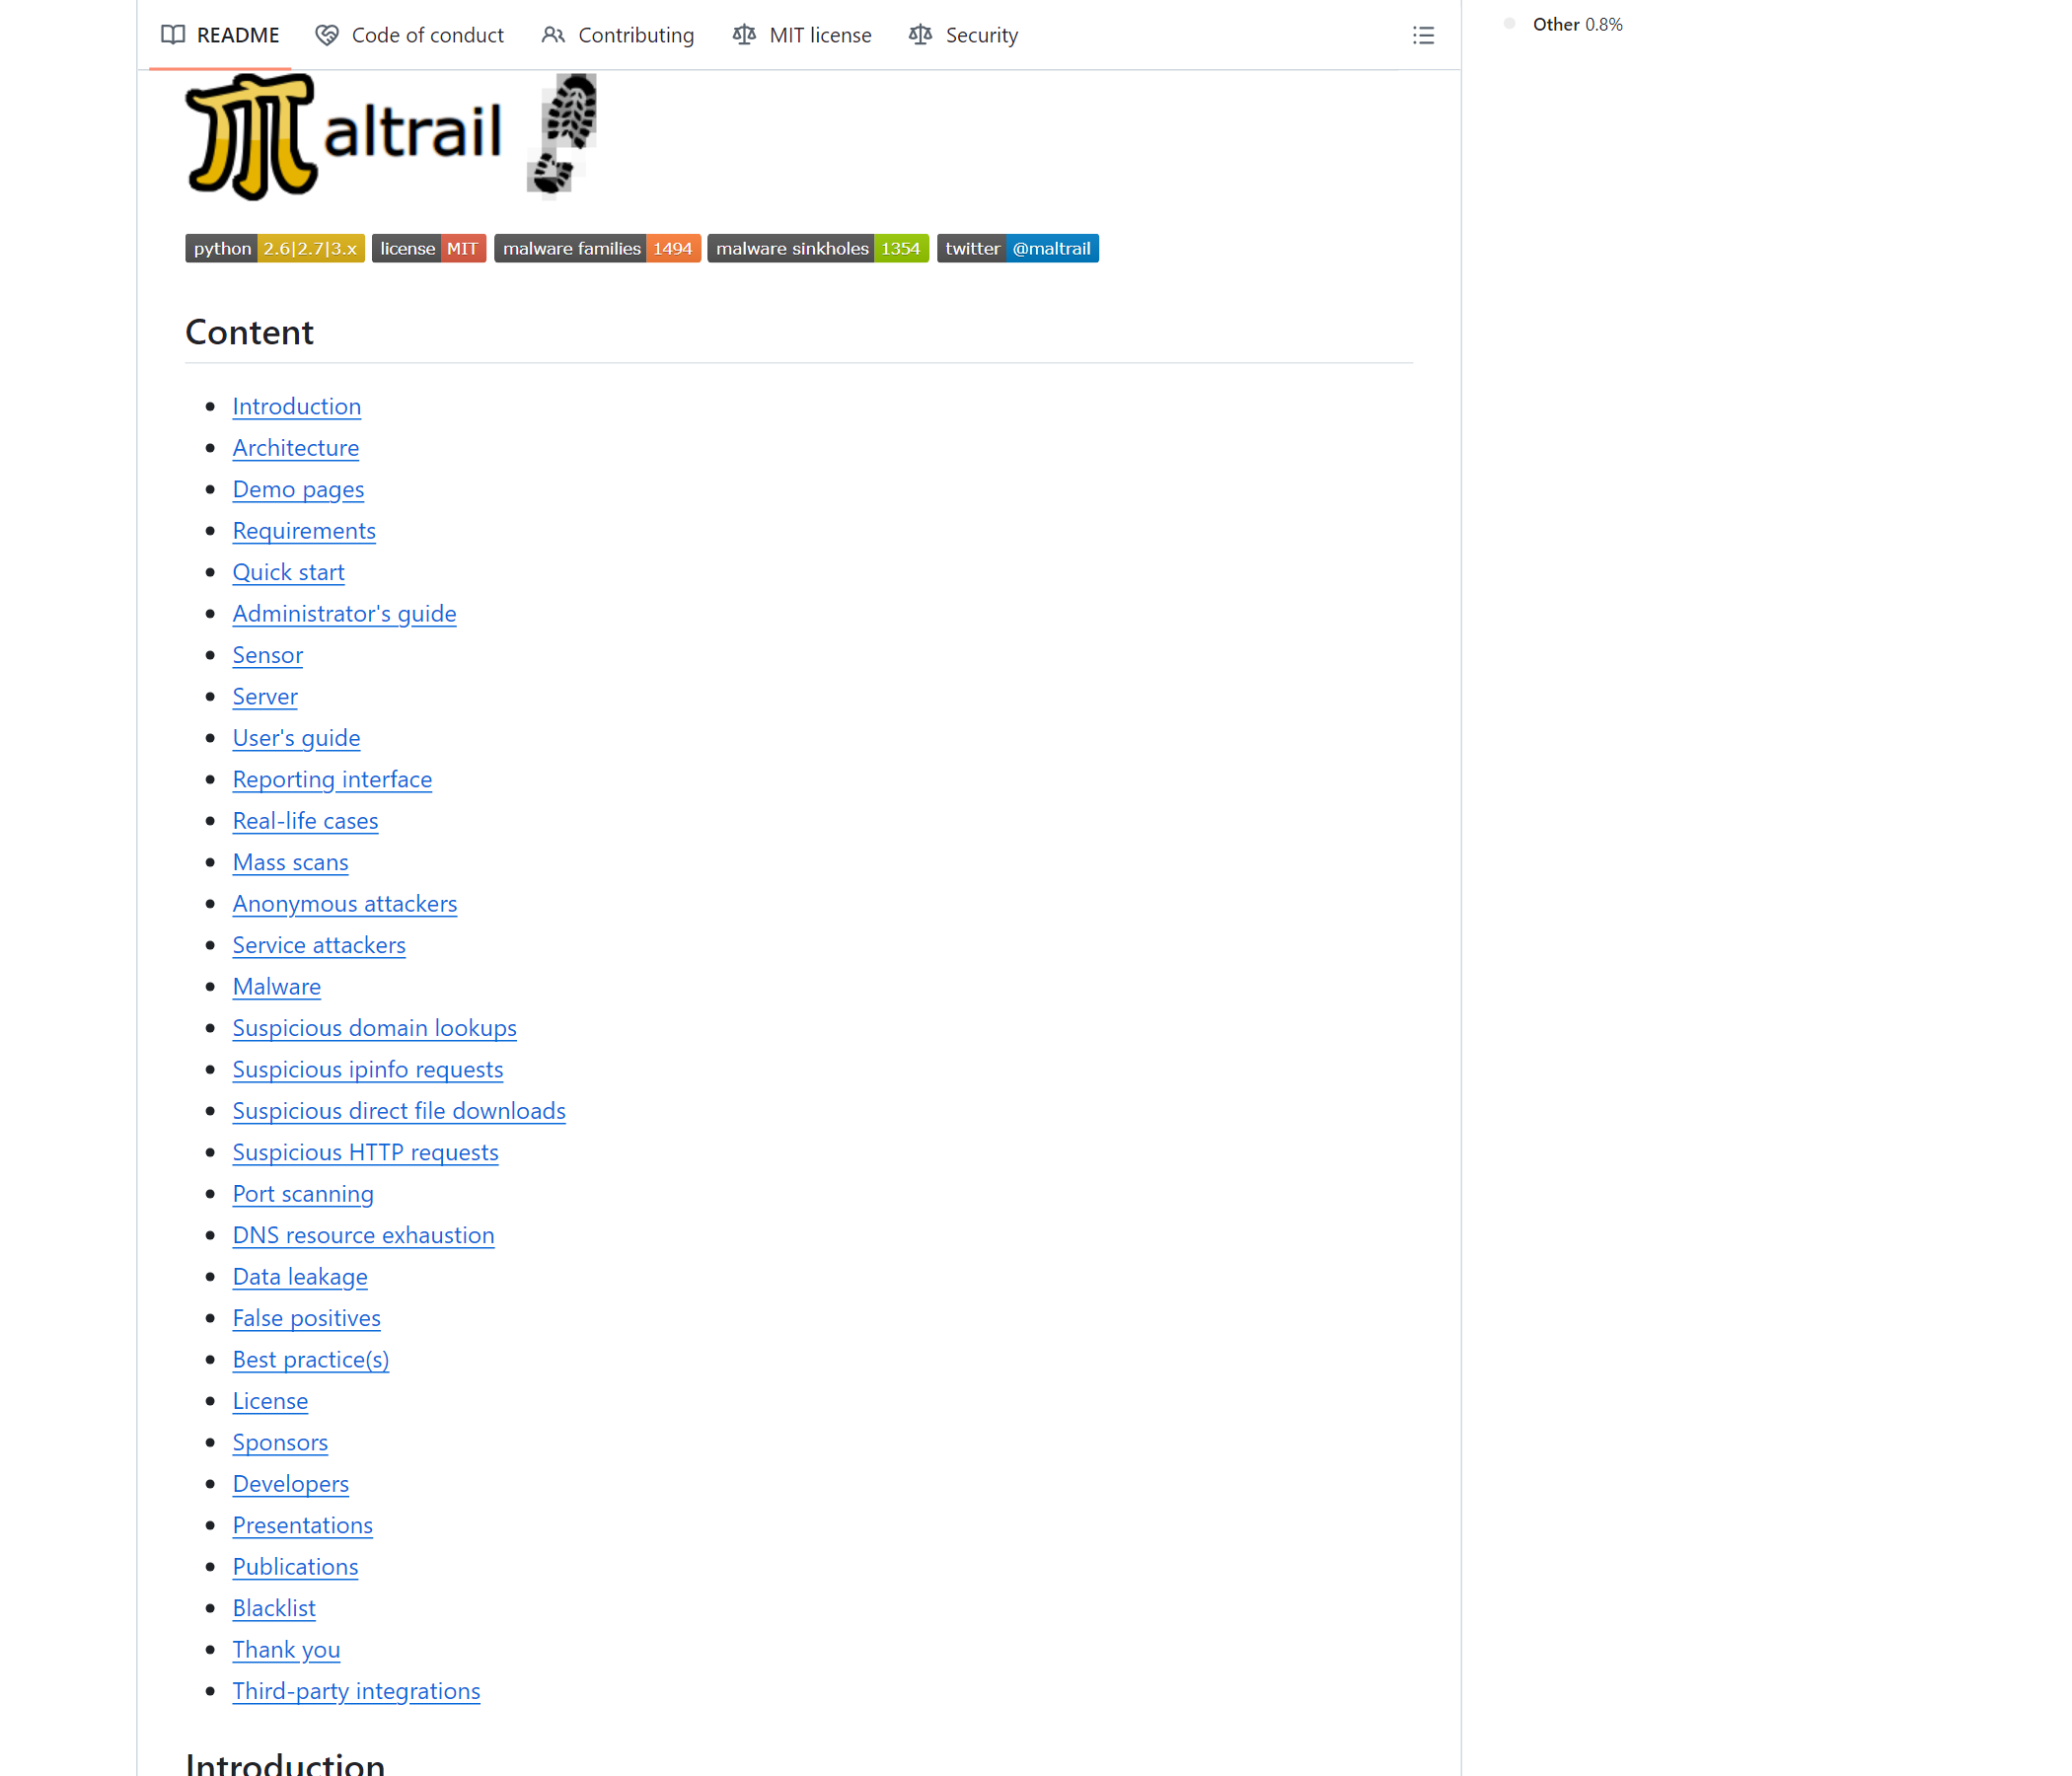 README Code of conduct Contributing MIT license Security
Other 0.8%
altrail
python 2.6|2.7|3.x license MIT malware families 1494 malware sinkholes 1354 twitter @maltrail
Content
Introduction
Architecture
Demo pages
Requirements
Quick start
Administrator's guide
Sensor
Server
User's guide
Reporting interface
Real-life cases
Mass scans
Anonymous attackers
Service attackers
Malware
Suspicious domain lookups
Suspicious ipinfo requests
Suspicious direct file downloads
Suspicious HTTP requests
Port scanning
DNS resource exhaustion
Data leakage
False positives
Best practice(s)
License
Sponsors
Developers
Presentations
Publications
Blacklist
Thank you
Third-party integrations
Introduction